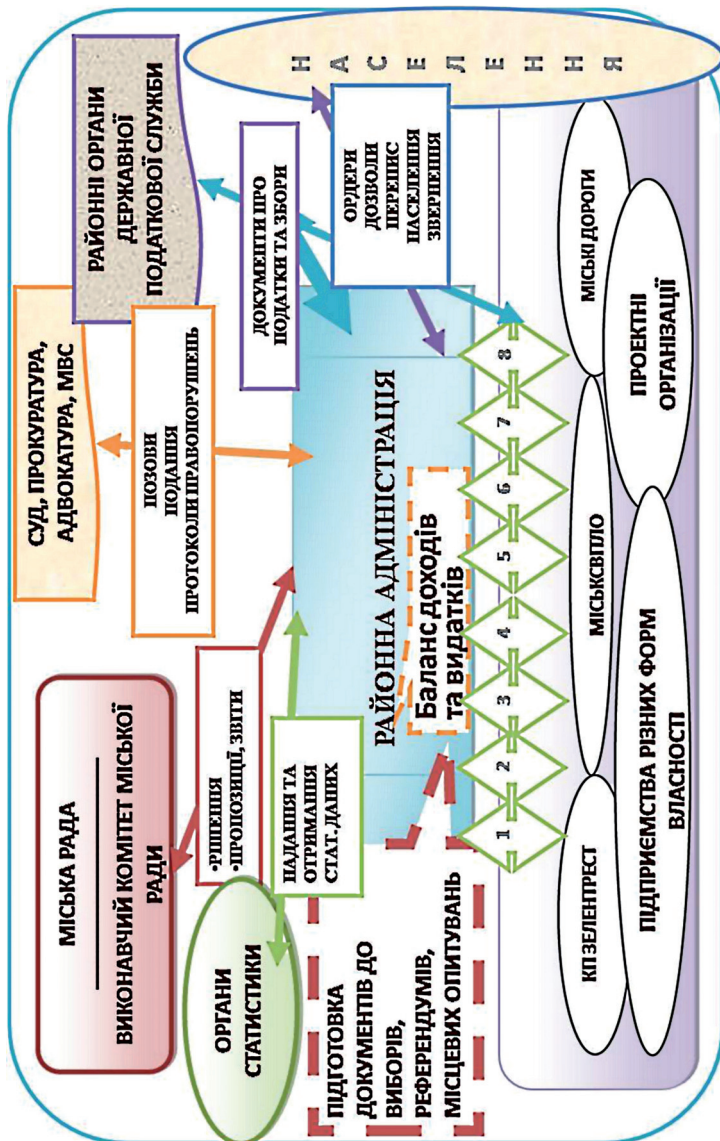 МІСЬКА РАДА
ВИКОНАВЧИЙ КОМІТЕТ МІСЬКОЇ
РАДИ
СУД, ПРОКУРАТУРА,
АДВОКАТУРА, МВС
РАЙОННІ ОРГАНИ
ДЕРЖАВНОЇ
ПОДАТКОВОЇ СЛУЖБИ
ОРГАНИ
СТАТИСТИКИ
•РІШЕННЯ
•ПРОПОЗИЦІЇ, ЗВІТИ
ПОЗОВИ
ПОДАННЯ
ПРОТОКОЛИ ПРАВОПОРУШЕНЬ
ДОКУМЕНТИ ПРО
ПОДАТКИ ТА ЗБОРИ
НАДАННЯ ТА
ОТРИМАННЯ
СТАТ. ДАНИХ
ОРДЕРИ
ДОЗВОЛИ
ПЕРЕПИС
НАСЕЛЕННЯ
ЗВЕРНЕННЯ
НАСЕЛЕННЯ
ПІДГОТОВКА
ДОКУМЕНТІВ ДО
ВИБОРІВ,
РЕФЕРЕНДУМІВ,
МІСЦЕВИХ ОПИТУВАНЬ
РАЙОННА АДМІНІСТРАЦІЯ
Баланс доходів
та видатків
1 2 3 4 5 6 7 8
КП ЗЕЛЕНТРЕСТ
МІСЬКСВІТЛО
МІСЬКІ ДОРОГИ
ПІДПРИЄМСТВА РІЗНИХ ФОРМ
ВЛАСНОСТІ
ПРОЕКТНІ
ОРГАНІЗАЦІЇ